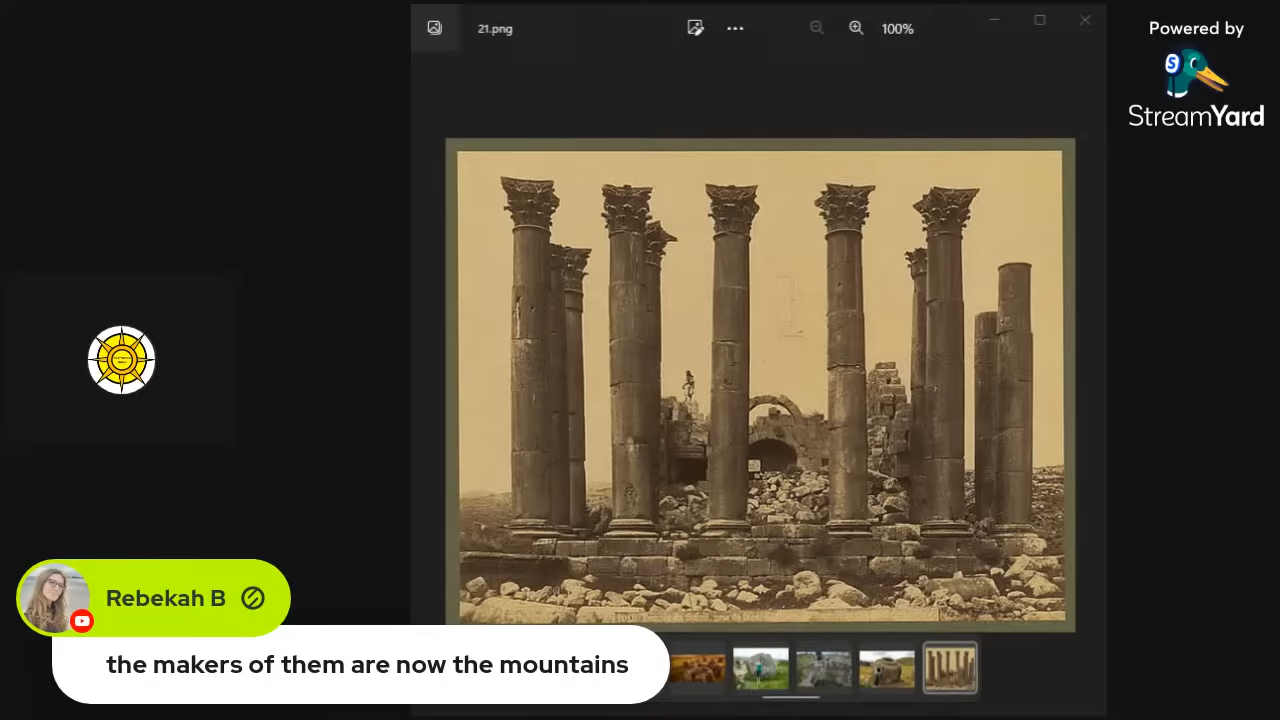 21.png
100%
Powered by
StreamYard
Rebekah B
the makers of them are now the mountains